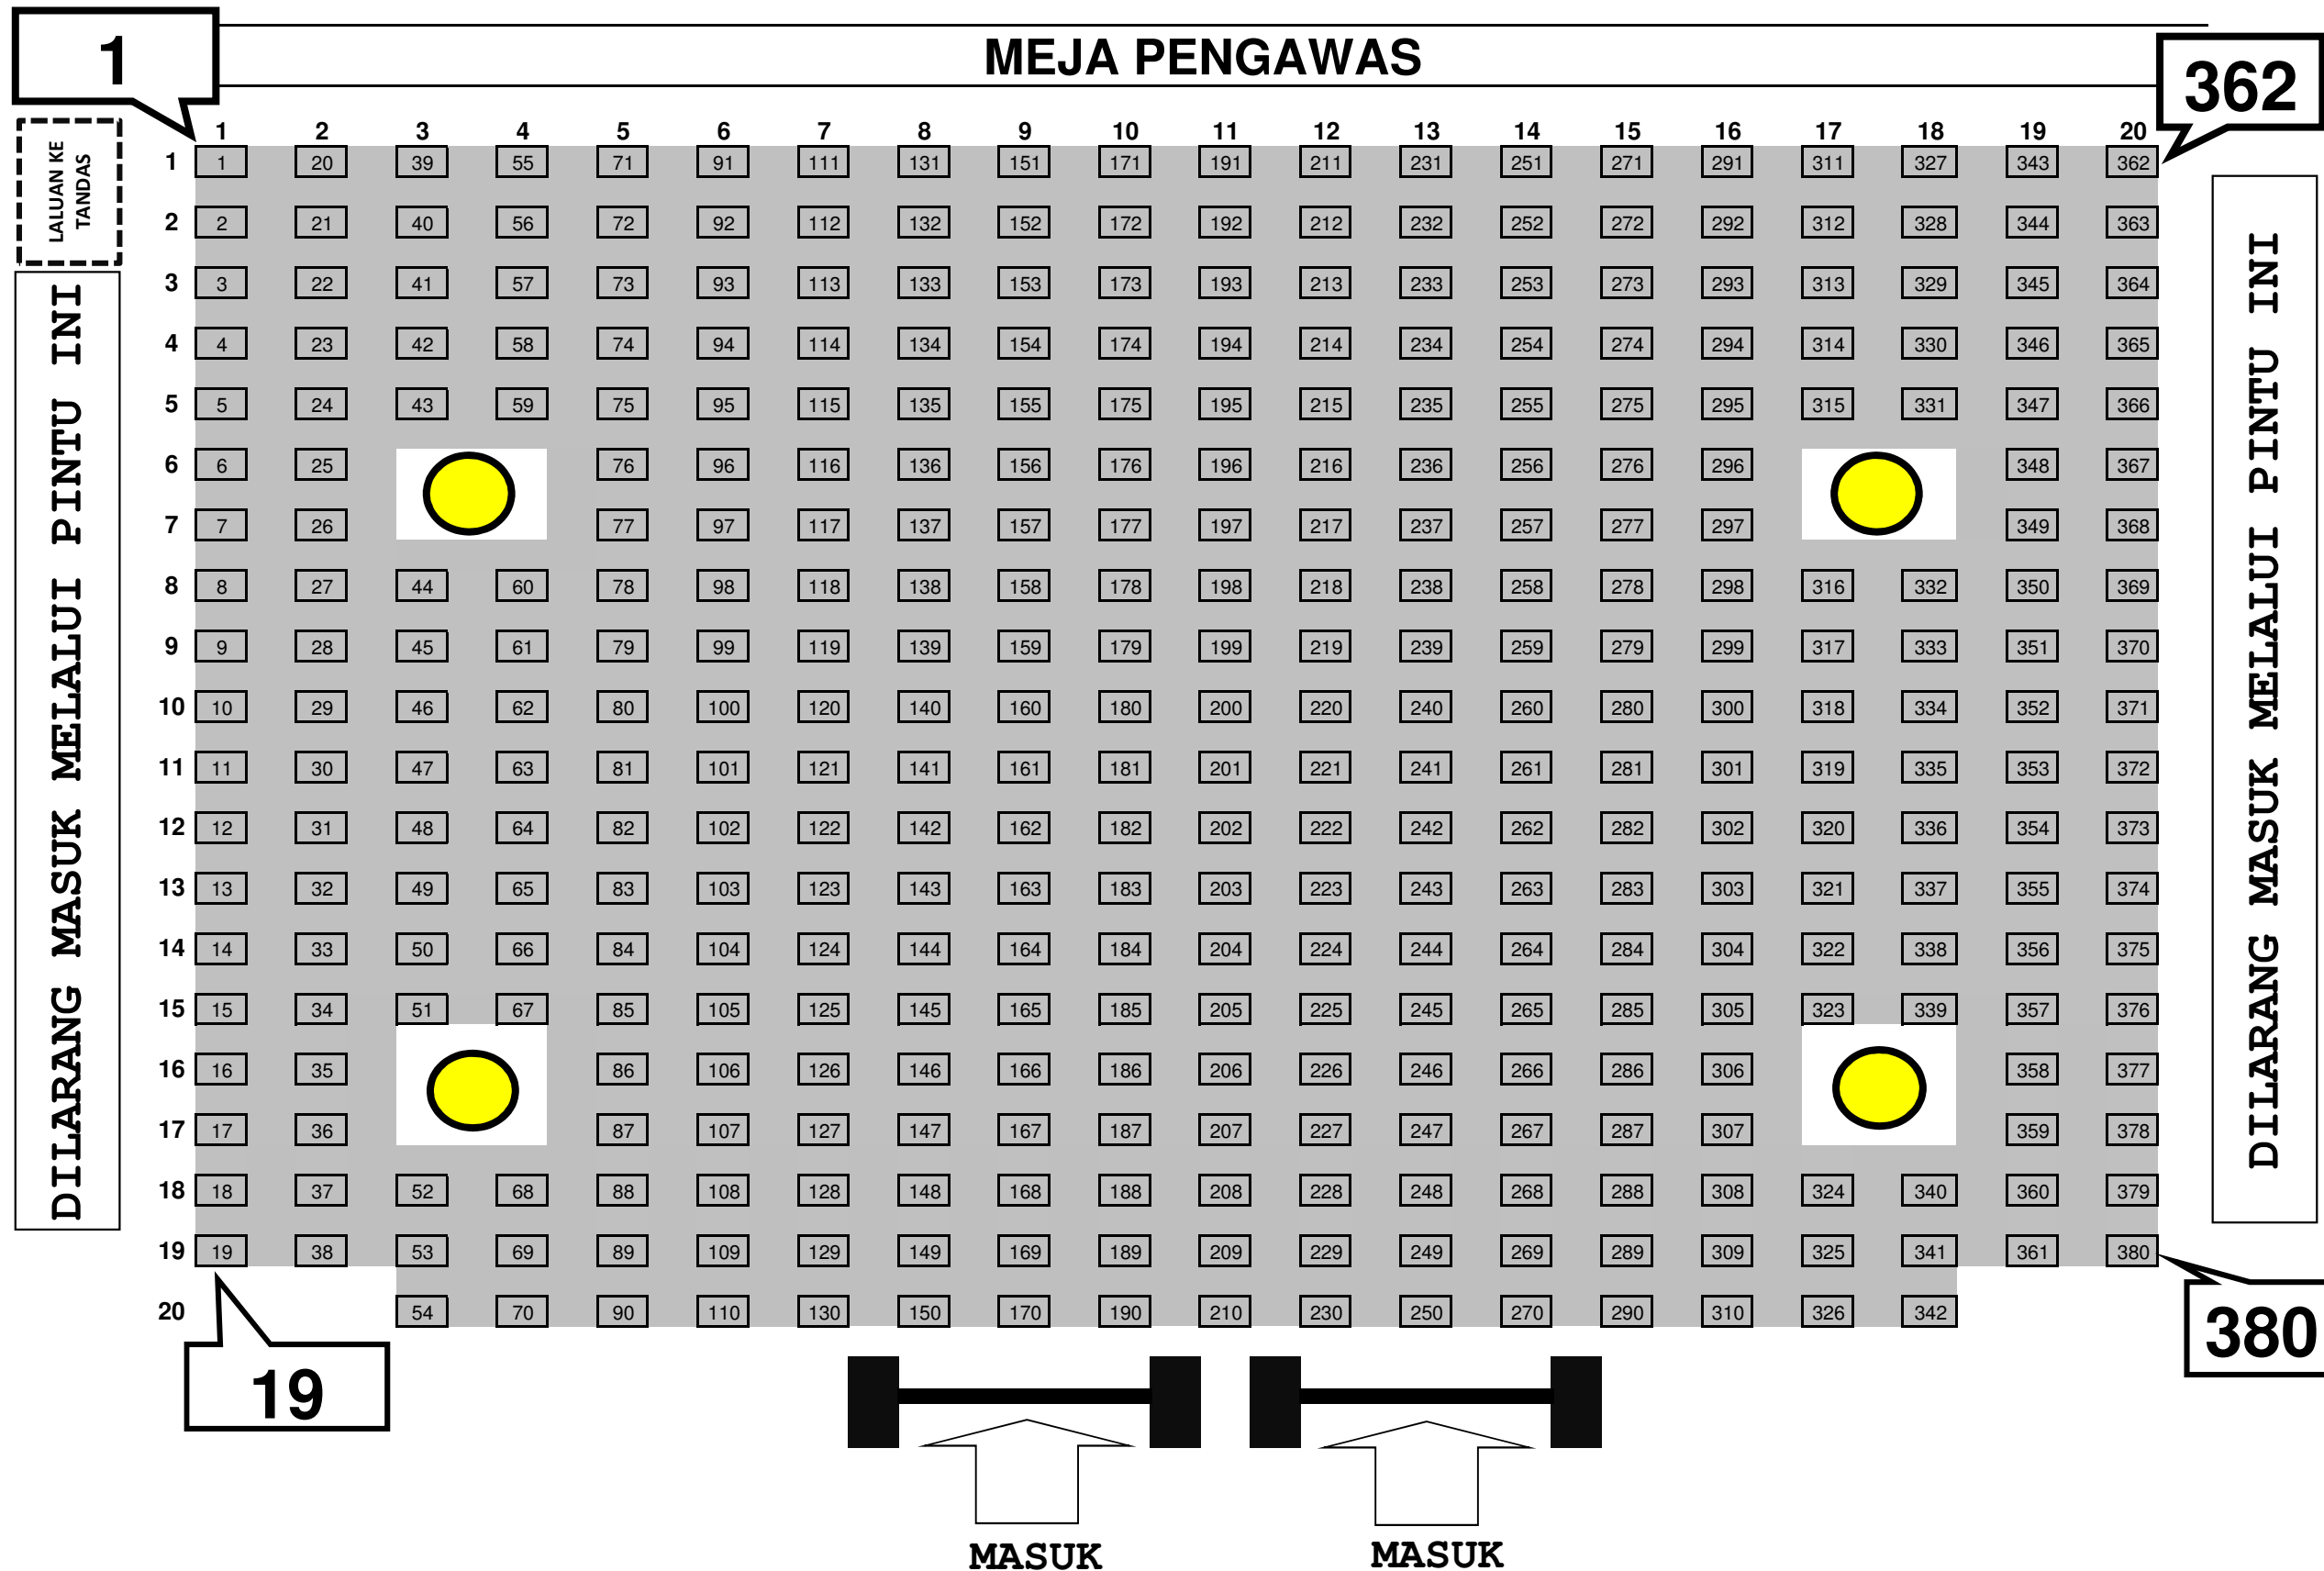 1
MEJA PENGAWAS
362
LALUAN KE
TANDAS
1 2 3 4 5 6 7 8 9 10 11 12 13 14 15 16 17 18 19 20
1 1 20 39 55 71 91 111 131 151 171 191 211 231 251 271 291 311 327 343 362
2 2 21 40 56 72 92 112 132 152 172 192 212 232 252 272 292 312 328 344 363
3 3 22 41 57 73 93 113 133 153 173 193 213 233 253 273 293 313 329 345 364
4 4 23 42 58 74 94 114 134 154 174 194 214 234 254 274 294 314 330 346 365
5 5 24 43 59 75 95 115 135 155 175 195 215 235 255 275 295 315 331 347 366
6 6 25 76 96 116 136 156 176 196 216 236 256 276 296 348 367
7 7 26 77 97 117 137 157 177 197 217 237 257 277 297 349 368
8 8 27 44 60 78 98 118 138 158 178 198 218 238 258 278 298 316 332 350 369
9 9 28 45 61 79 99 119 139 159 179 199 219 239 259 279 299 317 333 351 370
10 10 29 46 62 80 100 120 140 160 180 200 220 240 260 280 300 318 334 352 371
11 11 30 47 63 81 101 121 141 161 181 201 221 241 261 281 301 319 335 353 372
12 12 31 48 64 82 102 122 142 162 182 202 222 242 262 282 302 320 336 354 373
13 13 32 49 65 83 103 123 143 163 183 203 223 243 263 283 303 321 337 355 374
14 14 33 50 66 84 104 124 144 164 184 204 224 244 264 284 304 322 338 356 375
15 15 34 51 67 85 105 125 145 165 185 205 225 245 265 285 305 323 339 357 376
16 16 35 86 106 126 146 166 186 206 226 246 266 286 306 358 377
17 17 36 87 107 127 147 167 187 207 227 247 267 287 307 359 378
18 18 37 52 68 88 108 128 148 168 188 208 228 248 268 288 308 324 340 360 379
19 19 38 53 69 89 109 129 149 169 189 209 229 249 269 289 309 325 341 361 380
20 54 70 90 110 130 150 170 190 210 230 250 270 290 310 326 342
DILARANG MASUK MELALUI PINTU INI
DILARANG MASUK MELALUI PINTU INI
19
380
MASUK
MASUK